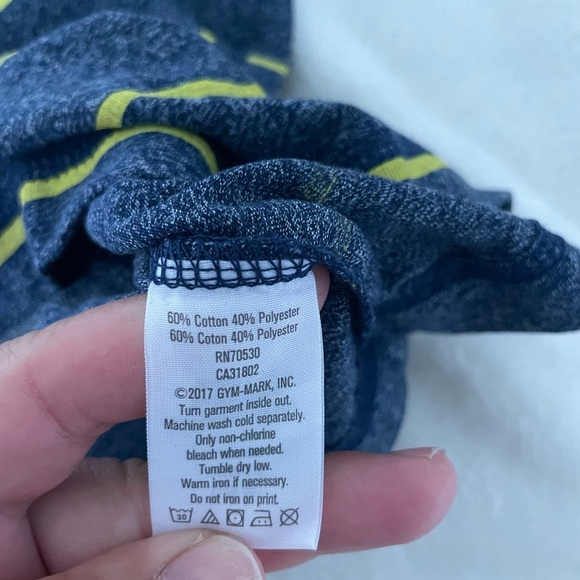 60% Cotton 40% Polyester
60% Coton 40% Polyester
RN70530
CA31802
©2017 GYM-MARK, INC.
Turn garment inside out.
Machine wash cold separately.
Only non-chlorine
bleach when needed.
Tumble dry low.
Warm iron if necessary.
Do not iron on print.
30